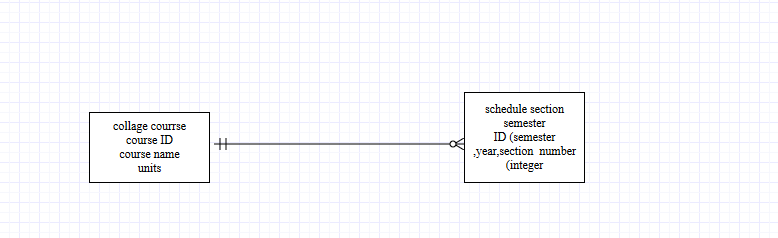 collage courrse
course ID
course name
units
schedule section
semester
ID (semester
,year,section number
(integer